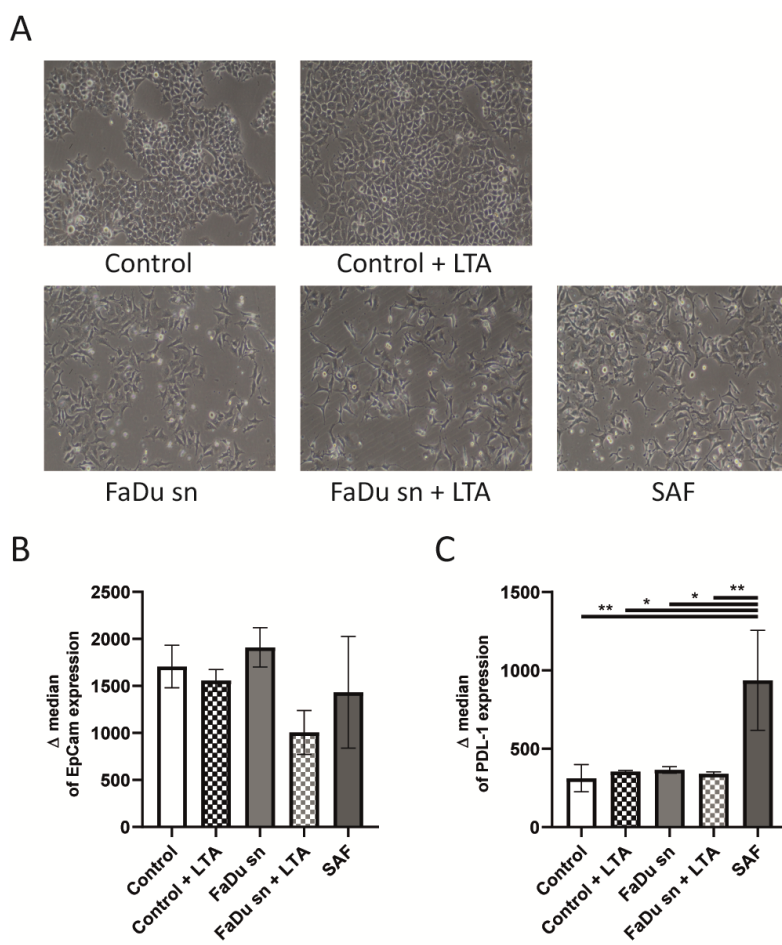 A
Control
Control + LTA
FaDu sn
FaDu sn + LTA
SAF
B
Δ median
of EpCam expression
2500
2000
1500
1000
500
0
Control
Control + LTA
FaDu sn
FaDu sn + LTA
SAF
C
Δ median
of PDL-1 expression
1500
1000
500
0
**
*
*
**
Control
Control + LTA
FaDu sn
FaDu sn + LTA
SAF